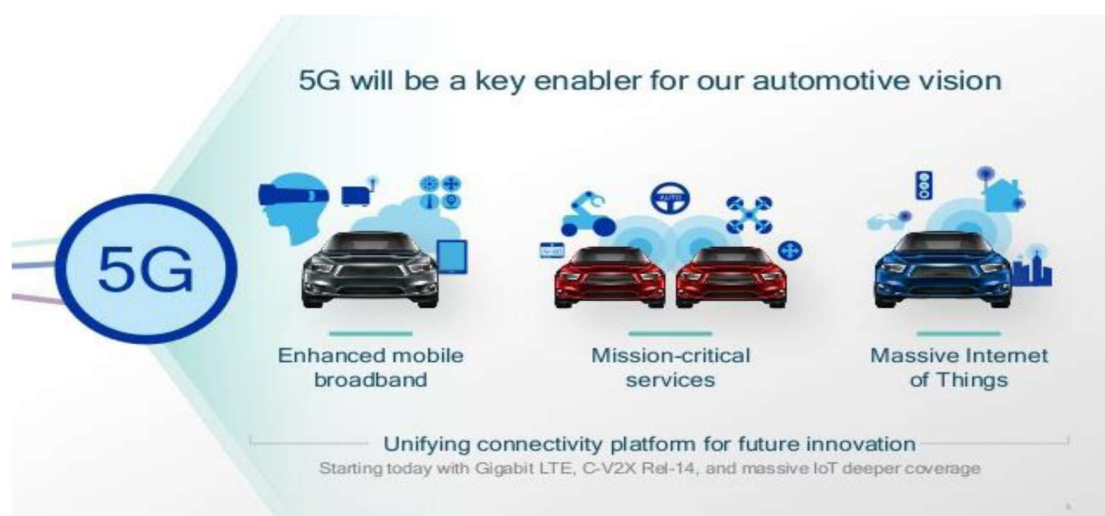 5G will be a key enabler for our automotive vision
5G
AUTO
Enhanced mobile
broadband
Mission-critical
services
Massive Internet
of Things
Unifying connectivity platform for future innovation
Starting today with Gigabit LTE, C-V2X Rel-14, and massive IoT deeper coverage